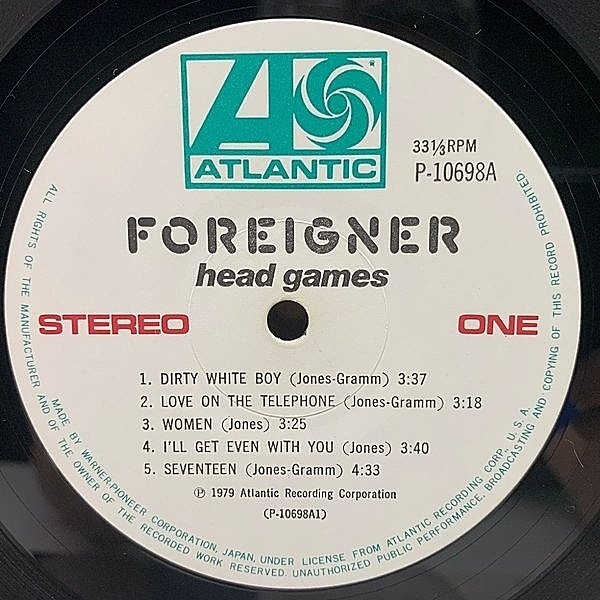 ATLANTIC
33⅓RPM
P-10698A
FOREIGNER
head games
STEREO
ONE
1. DIRTY WHITE BOY (Jones-Gramm) 3:37
2. LOVE ON THE TELEPHONE (Jones-Gramm) 3:18
3. WOMEN (Jones) 3:25
4. I'LL GET EVEN WITH YOU (Jones) 3:40
5. SEVENTEEN (Jones-Gramm) 4:33
℗ 1979 Atlantic Recording Corporation
(P-10698A1)
MADE BY WARNER-PIONEER CORPORATION, JAPAN, UNDER LICENSE FROM ATLANTIC RECORDING CORP., U.S.A.
ALL RIGHTS OF THE MANUFACTURER AND OF THE OWNER OF THE RECORDED WORK RESERVED. UNAUTHORIZED PUBLIC PERFORMANCE, BROADCASTING AND COPYING OF THIS RECORD PROHIBITED